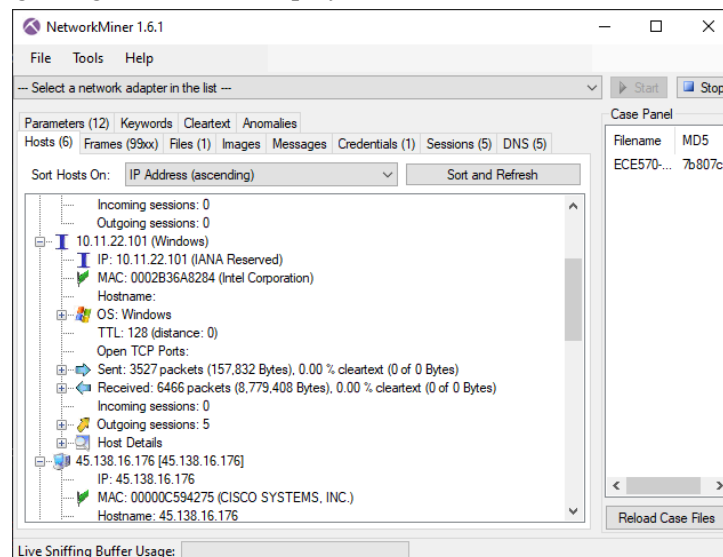 NetworkMiner 1.6.1
File Tools Help
--- Select a network adapter in the list ---
Start
Stop
Parameters (12) Keywords Cleartext Anomalies
Hosts (6) Frames (99xx) Files (1) Images Messages Credentials (1) Sessions (5) DNS (5)
Sort Hosts On: IP Address (ascending) Sort and Refresh
Incoming sessions: 0
Outgoing sessions: 0
10.11.22.101 (Windows)
IP: 10.11.22.101 (IANA Reserved)
MAC: 0002B36A8284 (Intel Corporation)
Hostname:
OS: Windows
TTL: 128 (distance: 0)
Open TCP Ports:
Sent: 3527 packets (157,832 Bytes), 0.00 % cleartext (0 of 0 Bytes)
Received: 6466 packets (8,779,408 Bytes), 0.00 % cleartext (0 of 0 Bytes)
Incoming sessions: 0
Outgoing sessions: 5
Host Details
45.138.16.176 [45.138.16.176]
IP: 45.138.16.176
MAC: 00000C594275 (CISCO SYSTEMS, INC.)
Hostname: 45.138.16.176
Case Panel
Filename MD5
ECE570-... 7b807c
Reload Case Files
Live Sniffing Buffer Usage: